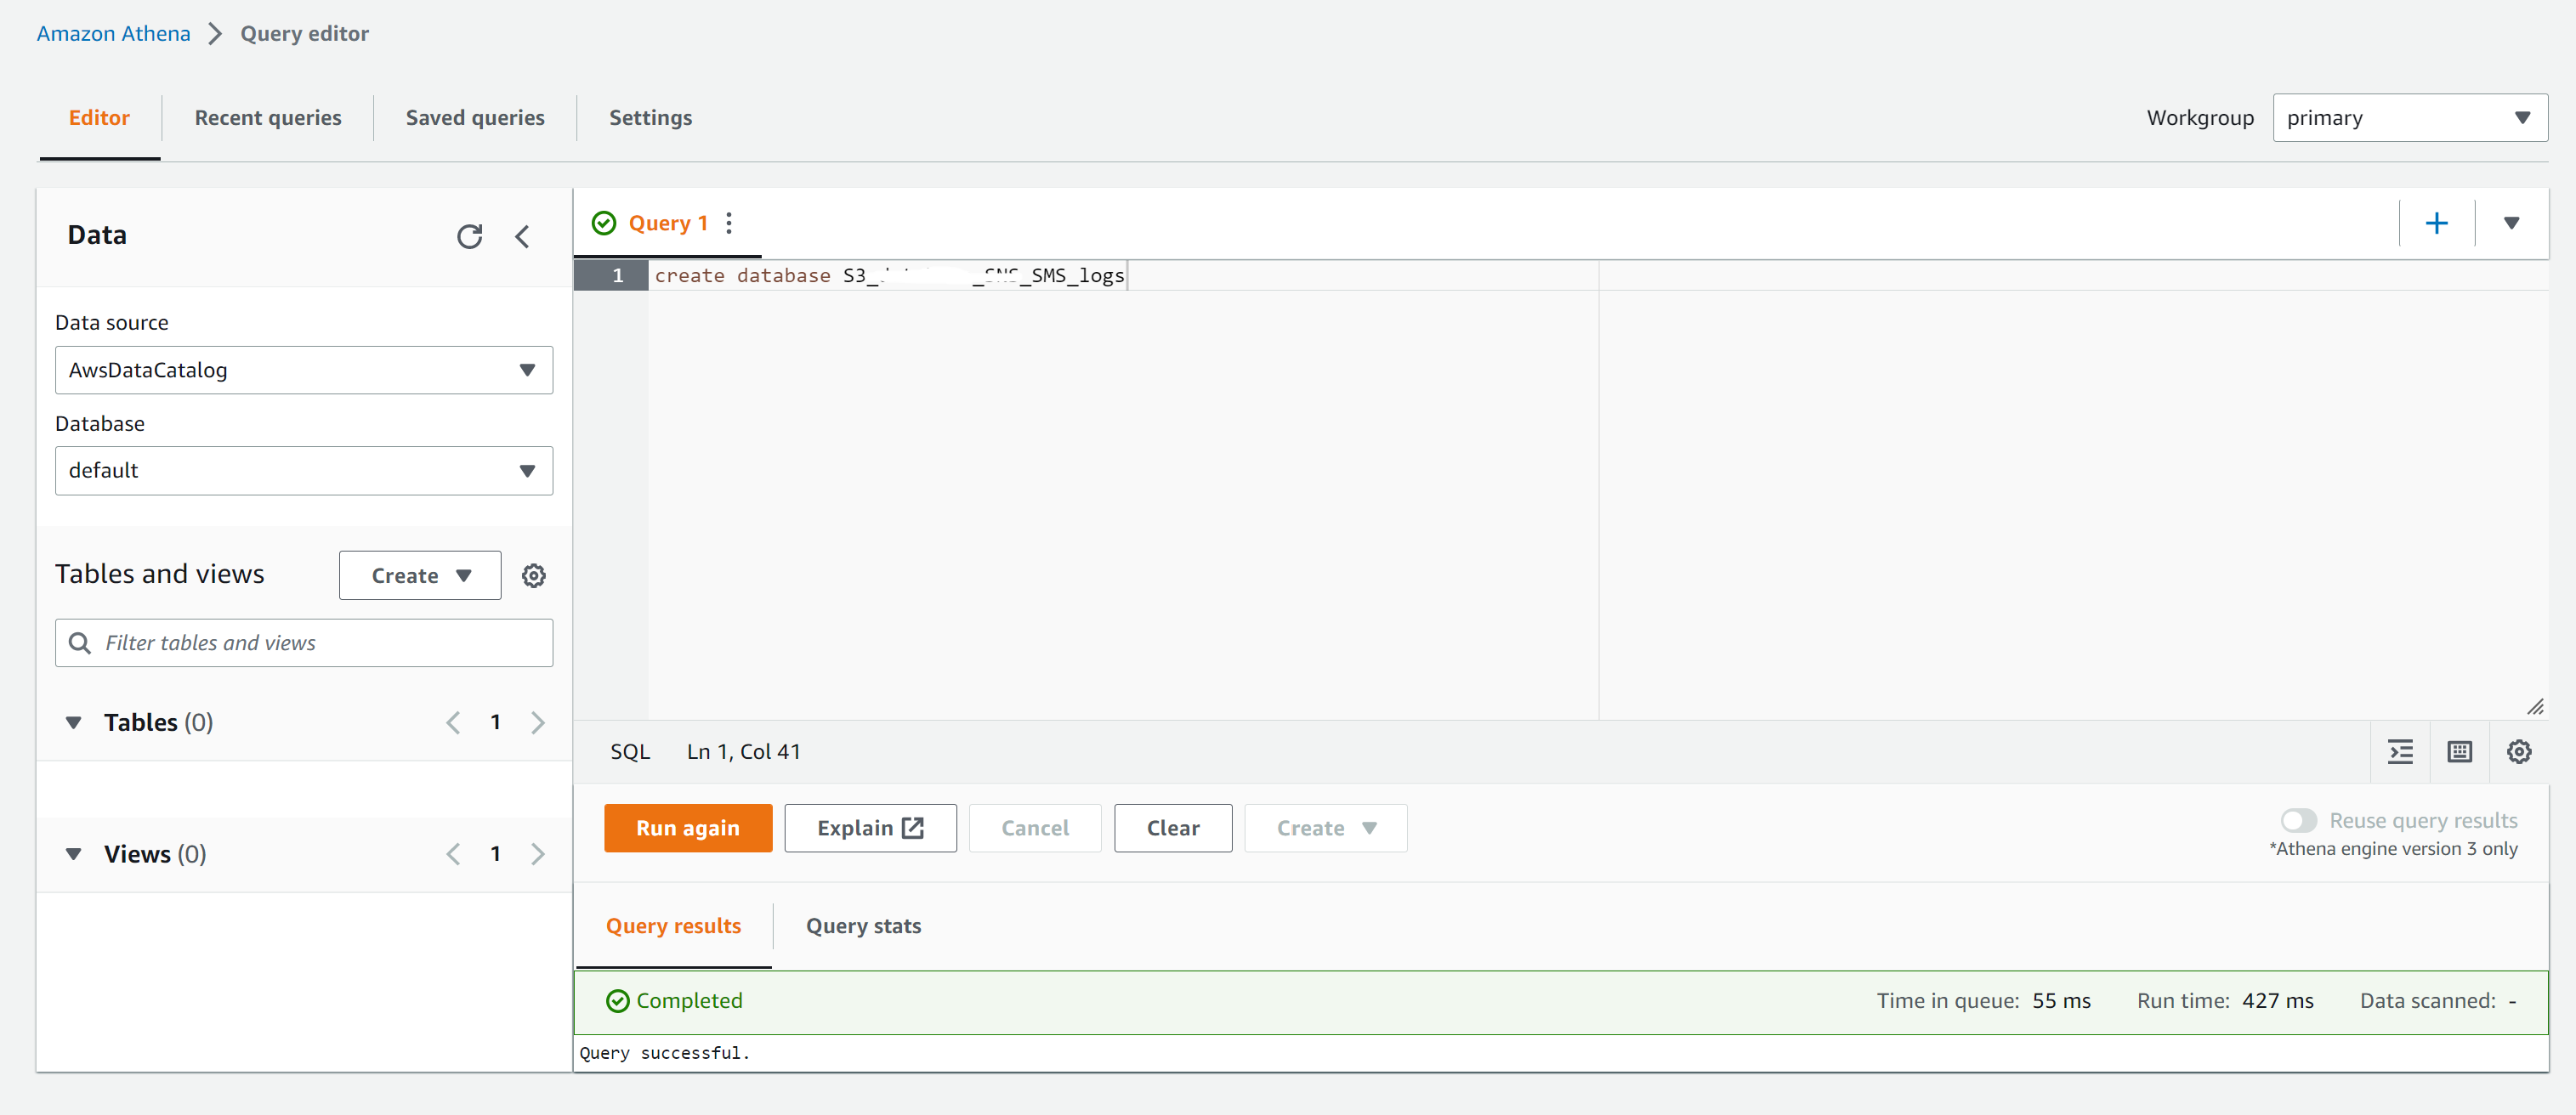 Amazon Athena > Query editor
Editor Recent queries Saved queries Settings
Workgroup primary
Data
Data source
AwsDataCatalog
Database
default
Tables and views Create
Filter tables and views
Tables (0) 1
Views (0) 1
Query 1
1 create database S3_ _SNS_SMS_logs
SQL Ln 1, Col 41
Run again Explain Cancel Clear Create
Reuse query results
*Athena engine version 3 only
Query results Query stats
Completed Time in queue: 55 ms Run time: 427 ms Data scanned: -
Query successful.